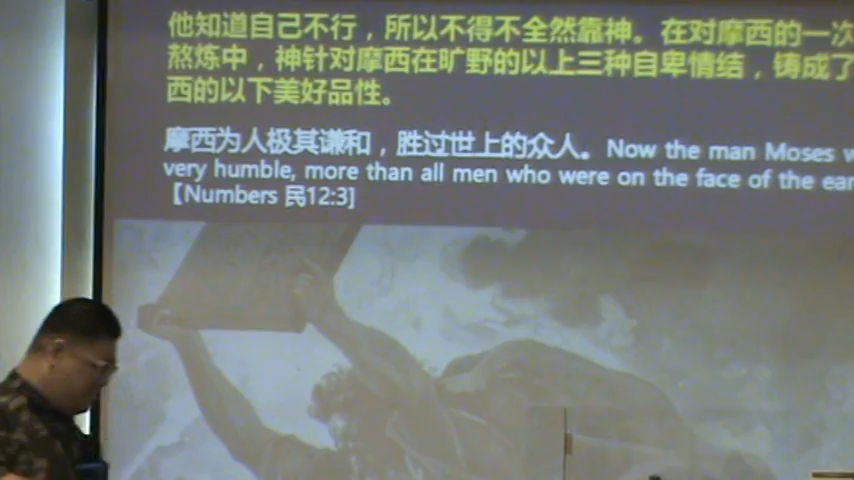 他知道自己不行，所以不得不全然靠神。在对摩西的一次
熬炼中，神针对摩西在旷野的以上三种自卑情结，铸成了
西的以下美好品性。
摩西为人极其谦和，胜过世上的众人。Now the man Moses
very humble, more than all men who were on the face of the
【Numbers 民12:3]